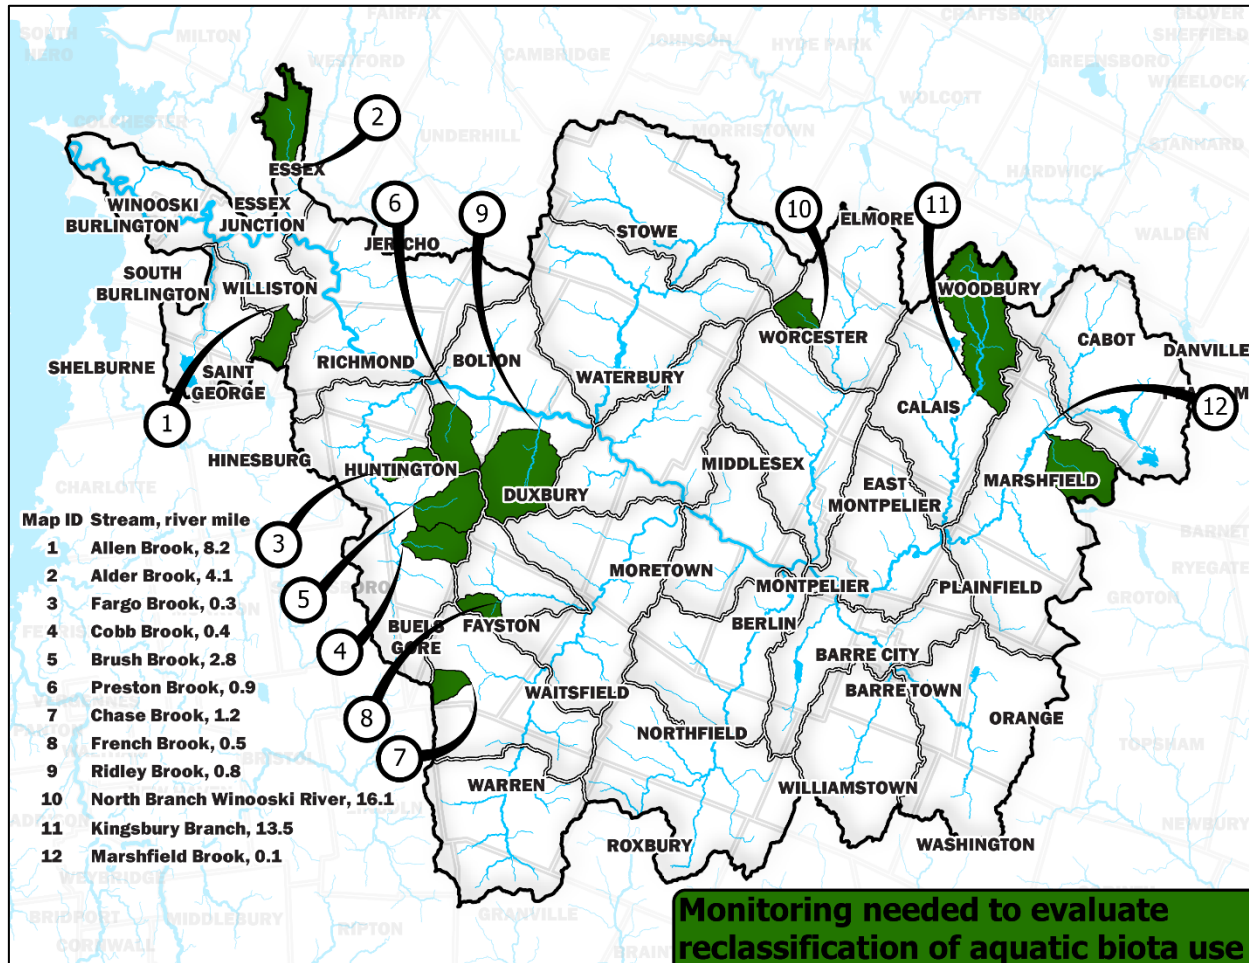 FAIRFAX
CRAFTSBURY
GLOVER
SHEFFIELD
SOUTH
HERO
MILTON
WESTFORD
CAMBRIDGE
JOHNSON
HYDE PARK
GREENSBORO
WHEELOCK
WOLCOTT
COLCHESTER
UNDERHILL
MORRISTOWN
STANNARD
HARDWICK
WALDEN
2
ESSEX
6
9
10
ELMORE
11
WINOOSKI
BURLINGTON
ESSEX
JUNCTION
JERICHO
STOWE
SOUTH
BURLINGTON
WILLISTON
WOODBURY
WORCESTER
CABOT
DANVILLE
SHELBURNE
SAINT
GEORGE
RICHMOND
BOLTON
WATERBURY
CALAIS
12
1
HINESBURG
HUNTINGTON
MIDDLESEX
EAST
MONTPELIER
MARSHFIELD
CHARLOTTE
DUXBURY
3
BARNET
RYEGATE
GROTON
MORETOWN
MONTPELIER
PLAINFIELD
5
BUELS
GORE
FAYSTON
BERLIN
4
BARRE CITY
BARRE TOWN
WAITSFIELD
ORANGE
8
NORTHFIELD
TOPSHAM
7
BRISTOL
WARREN
WILLIAMSTOWN
LINCOLN
NEWBURY
ROXBURY
WASHINGTON
WEYBRIDGE
BRIDPORT
MIDDLEBURY
RIPTON
GRANVILLE
CORNWALL
Map ID Stream, river mile
1 Allen Brook, 8.2
2 Alder Brook, 4.1
3 Fargo Brook, 0.3
4 Cobb Brook, 0.4
5 Brush Brook, 2.8
6 Preston Brook, 0.9
7 Chase Brook, 1.2
8 French Brook, 0.5
9 Ridley Brook, 0.8
10 North Branch Winooski River, 16.1
11 Kingsbury Branch, 13.5
12 Marshfield Brook, 0.1
Monitoring needed to evaluate
reclassification of aquatic biota use